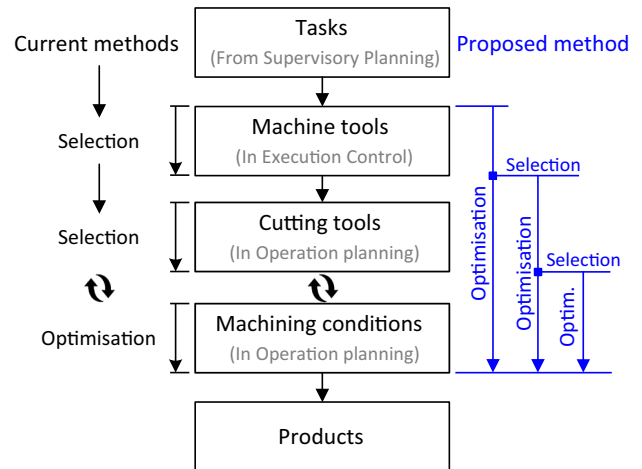 Tasks
(From Supervisory Planning)
Current methods
Proposed method
Machine tools
(In Execution Control)
Selection
Selection
Cutting tools
(In Operation planning)
Selection
Selection
Optimisation
Optimisation
Optim.
Machining conditions
(In Operation planning)
Optimisation
Products